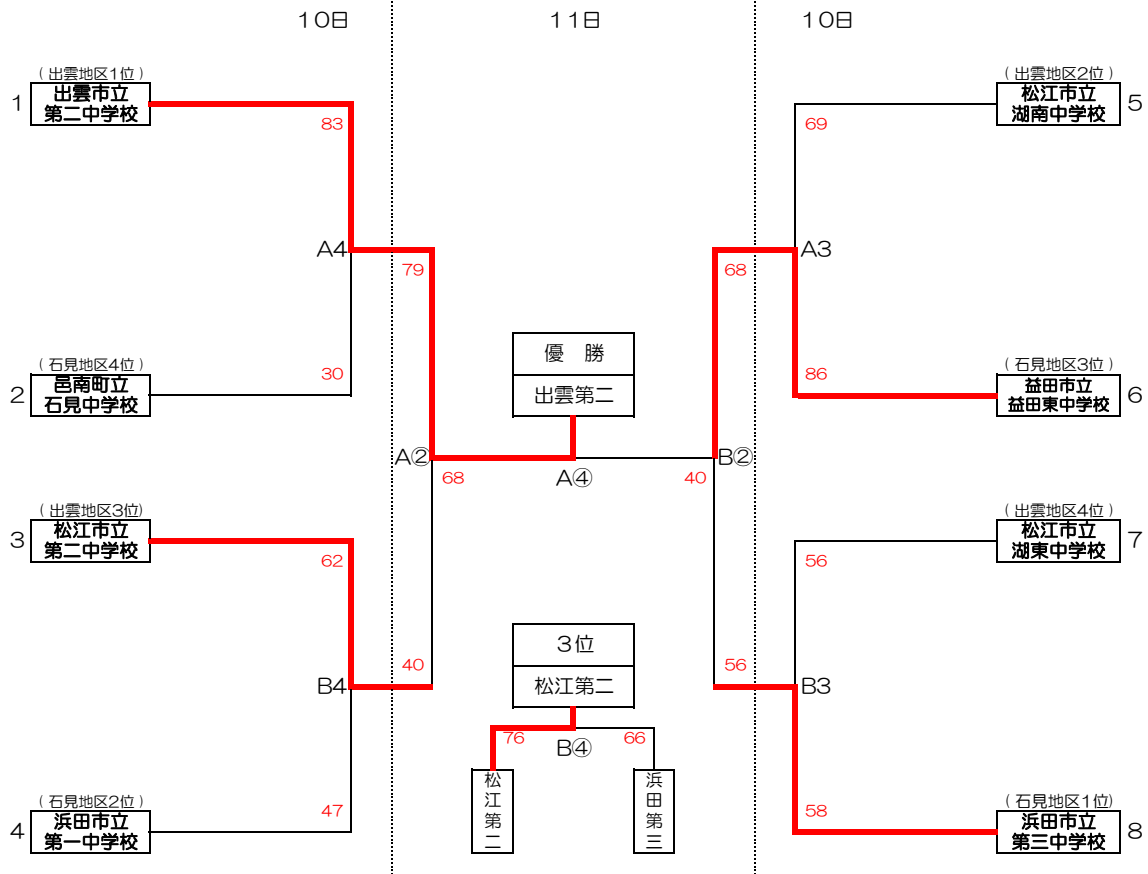 10日
11日
10日
(出雲地区1位)
1
出雲市立
第二中学校
83
A4
79
(石見地区4位)
2
邑南町立
石見中学校
30
A②
68
(出雲地区3位)
3
松江市立
第二中学校
62
B4
40
(石見地区2位)
4
浜田市立
第一中学校
47
優 勝
出雲第二
A④
3位
松江第二
76
B④
66
松江第二
浜田第三
(出雲地区2位)
松江市立
湖南中学校
5
69
68
A3
(石見地区3位)
益田市立
益田東中学校
6
86
B②
40
(出雲地区4位)
松江市立
湖東中学校
7
56
56
B3
(石見地区1位)
浜田市立
第三中学校
8
58